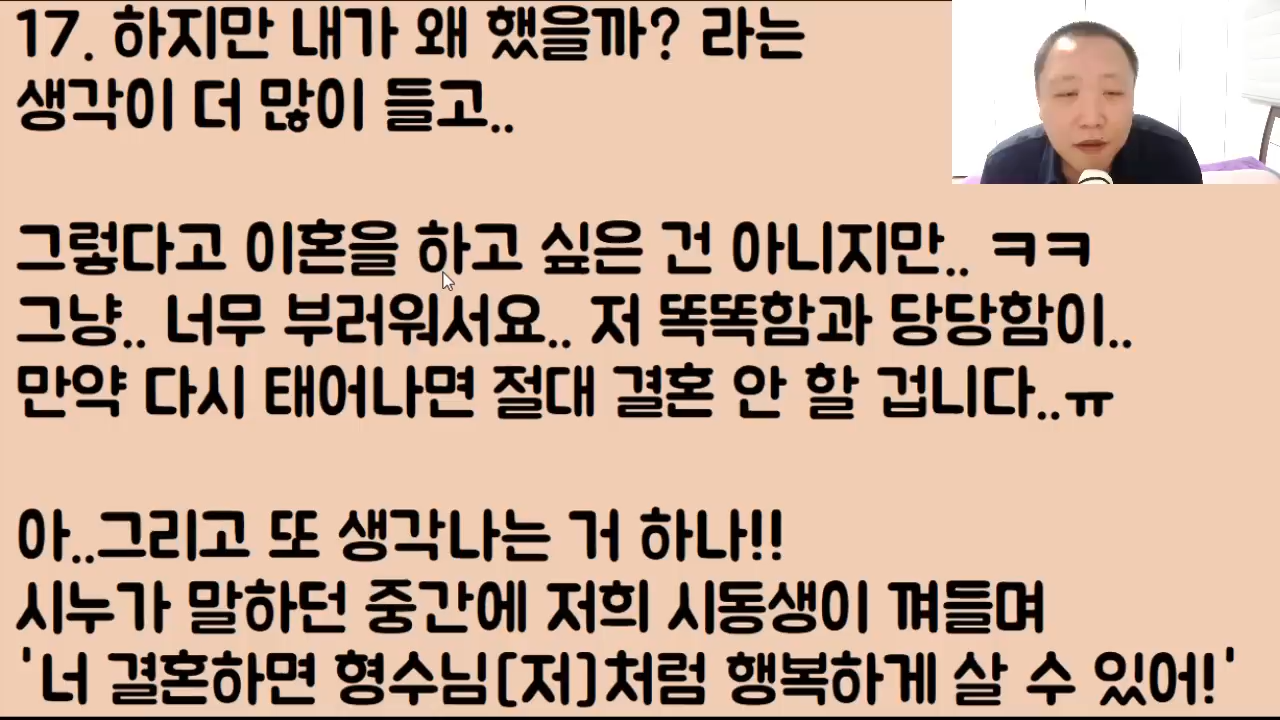 17. 하지만 내가 왜 했을까? 라는
생각이 더 많이 들고..
그렇다고 이혼을 하고 싶은 건 아니지만.. ㅋㅋ
그냥.. 너무 부러워서요.. 저 똑똑함과 당당함이..
만약 다시 태어나면 절대 결혼 안 할 겁니다..ㅠ
아..그리고 또 생각나는 거 하나!!
시누가 말하던 중간에 저희 시동생이 껴들며
'너 결혼하면 형수님[저]처럼 행복하게 살 수 있어!'